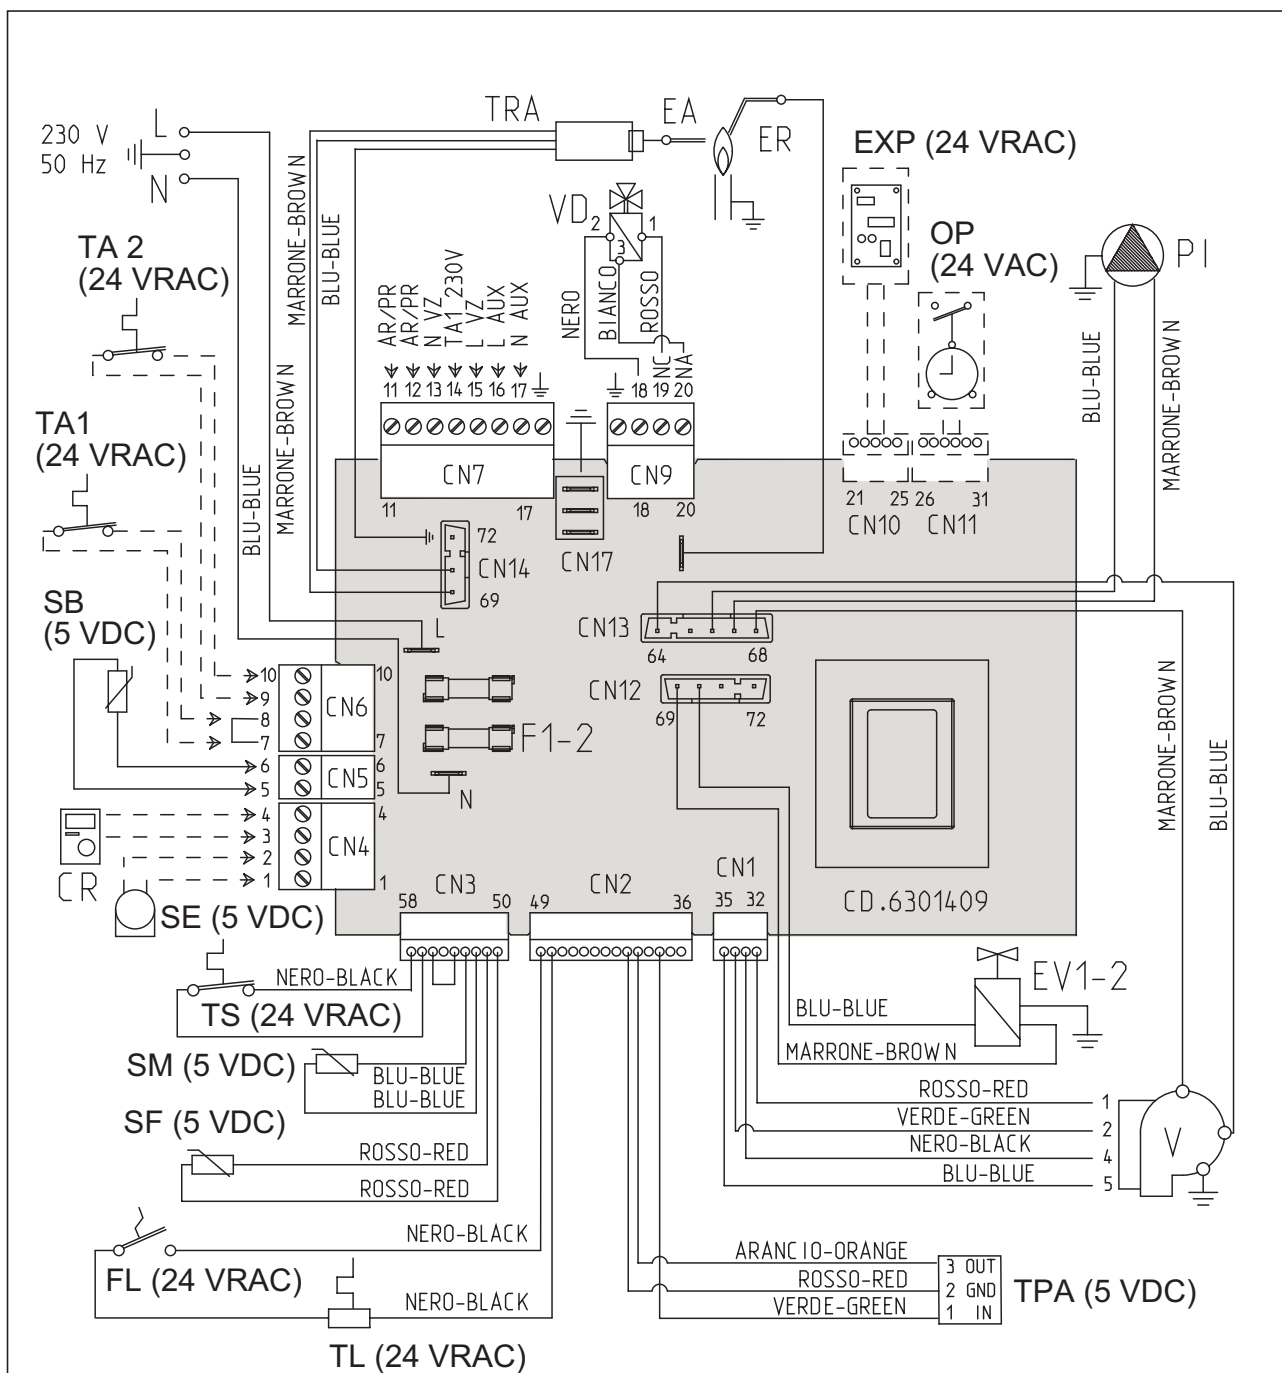 TRA
EA
ER
L
230 V
50 Hz
N
EXP (24 VRAC)
OP
(24 VAC)
PI
VD
2
1
3
TA 2
(24 VRAC)
MARRONE-BROWN
BLU-BLUE
MARRONE-BROWN
BLU-BLUE
AR/PR
AR/PR
N VZ
TA1 230V
L VZ
L AUX
N AUX
NERO
BIANCO
ROSSO
NC
NA
11
12
13
14
15
16
17
18
19
20
BLU-BLUE
MARRONE-BROWN
TA1
(24 VRAC)
CN7
11
17
CN9
18
20
21
25
26
31
CN10
CN11
72
CN14
69
CN17
SB
(5 VDC)
L
CN13
64
68
CN12
69
72
10
9
8
7
10
CN6
7
F1-2
6
5
6
CN5
5
N
4
3
2
1
4
CN4
1
CR
SE (5 VDC)
MARRONE-BROWN
BLU-BLUE
CN3
58
50
CN2
49
36
CN1
35
32
CD.6301409
NERO-BLACK
TS (24 VRAC)
EV1-2
BLU-BLUE
MARRONE-BROWN
SM (5 VDC)
BLU-BLUE
BLU-BLUE
ROSSO-RED
1
VERDE-GREEN
2
NERO-BLACK
4
BLU-BLUE
5
V
SF (5 VDC)
ROSSO-RED
ROSSO-RED
NERO-BLACK
FL (24 VRAC)
NERO-BLACK
TL (24 VRAC)
ARANCIO-ORANGE
3 OUT
ROSSO-RED
2 GND
VERDE-GREEN
1 IN
TPA (5 VDC)